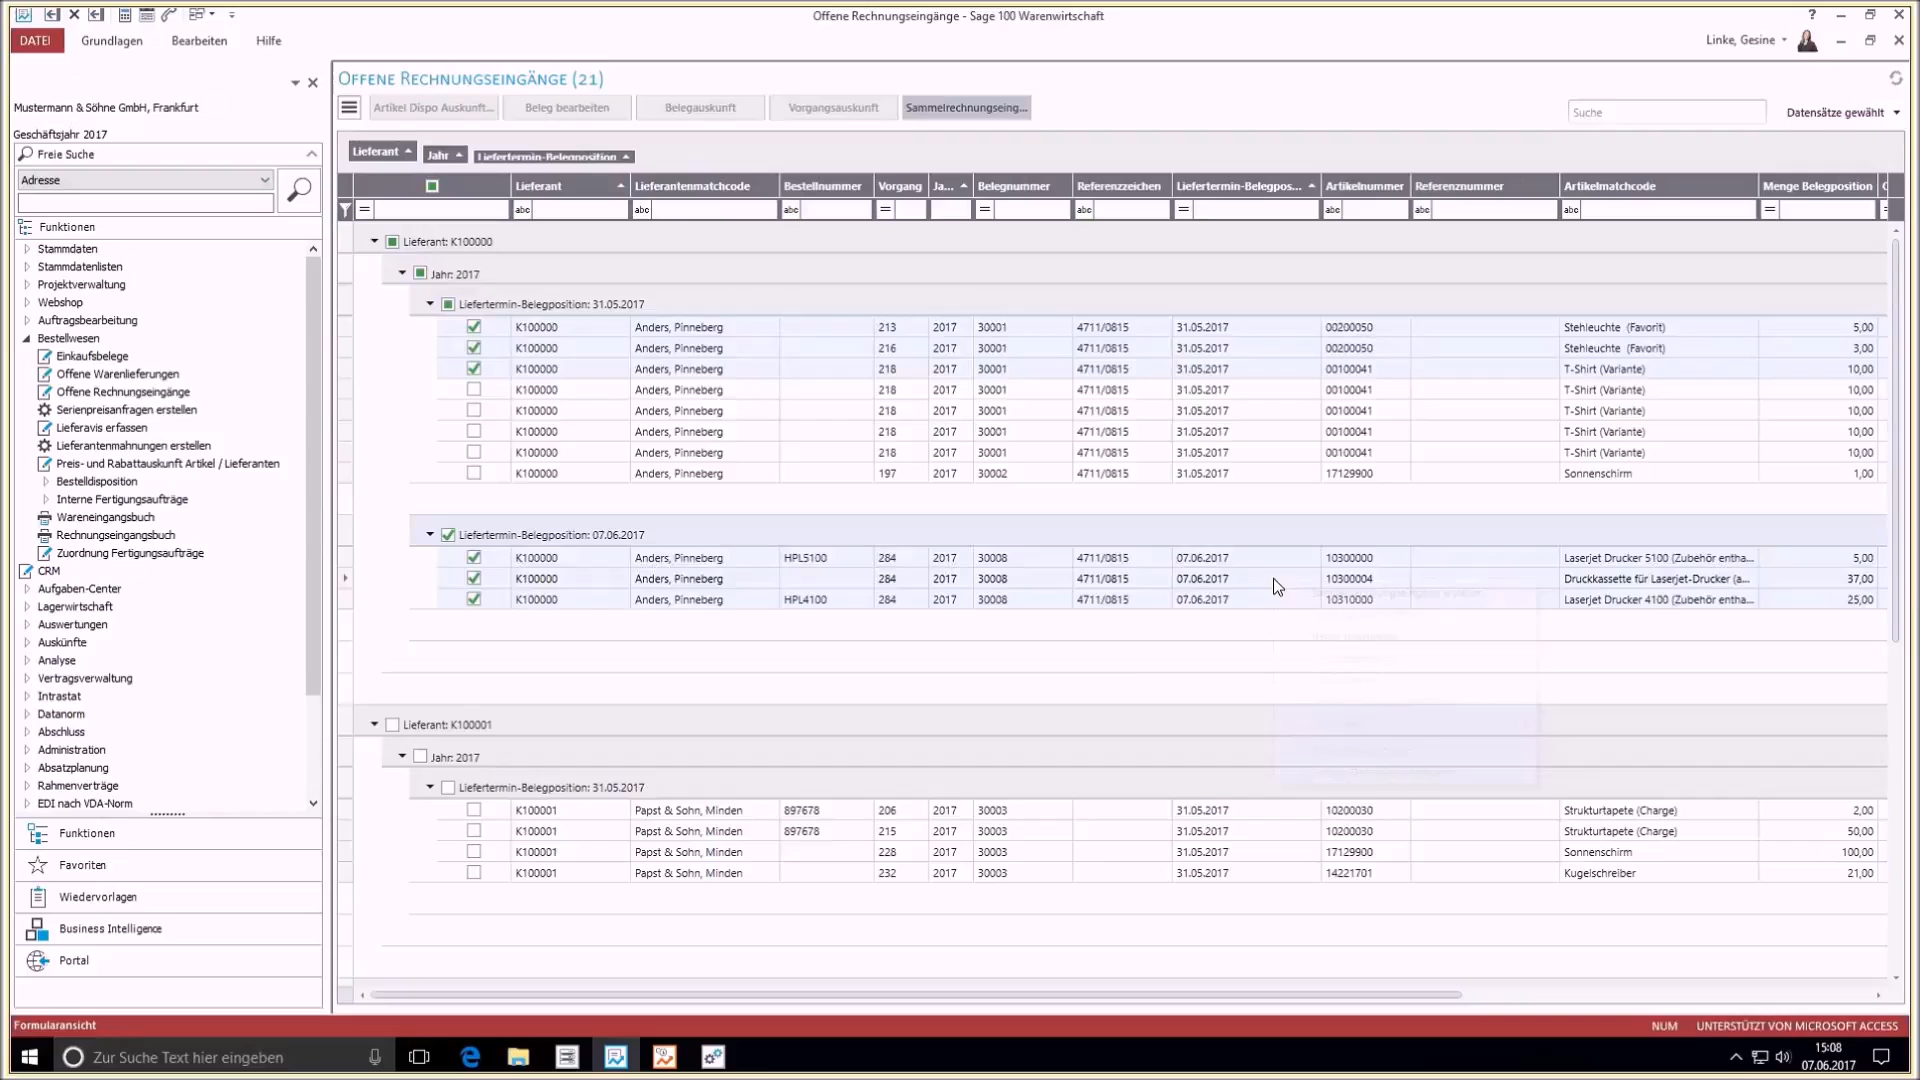 Offene Rechnungseingänge - Sage 100 Warenwirtschaft
DATEI Grundlagen Bearbeiten Hilfe
Linke, Gesine
Mustermann & Söhne GmbH, Frankfurt
Geschäftsjahr 2017
Freie Suche
Adresse
Funktionen
Stammdaten
Stammdatenlisten
Projektverwaltung
Webshop
Auftragsbearbeitung
Bestellwesen
Einkaufsbelege
Offene Warenlieferungen
Offene Rechnungseingänge
Serienpreisanfragen erstellen
Lieferavis erfassen
Lieferantenmahnungen erstellen
Preis- und Rabattauskunft Artikel / Lieferanten
Bestelldisposition
Interne Fertigungsaufträge
Wareneingangsbuch
Rechnungseingangsbuch
Zuordnung Fertigungsaufträge
CRM
Aufgaben-Center
Lagerwirtschaft
Auswertungen
Auskünfte
Analyse
Vertragsverwaltung
Intrastat
Datanorm
Abschluss
Administration
Absatzplanung
Rahmenverträge
EDI nach VDA-Norm
Funktionen
Favoriten
Wiedervorlagen
Business Intelligence
Portal
OFFENE RECHNUNGSEINGÄNGE (21)
Artikel Dispo Auskunft... Beleg bearbeiten Belegauskunft Vorgangsauskunft Sammelrechnungseing...
Suche
Datensätze gewählt
Lieferant Jahr Liefertermin-Belegposition
Lieferant Lieferantenmatchcode Bestellnummer Vorgang Ja... Belegnummer Referenzzeichen Liefertermin-Belegpos... Artikelnummer Referenznummer Artikelmatchcode Menge Belegposition
= abc abc abc = = abc = abc abc abc =
Lieferant: K100000
Jahr: 2017
Liefertermin-Belegposition: 31.05.2017
K100000 Anders, Pinneberg 213 2017 30001 4711/0815 31.05.2017 00200050 Stehleuchte (Favorit) 5,00
K100000 Anders, Pinneberg 216 2017 30001 4711/0815 31.05.2017 00200050 Stehleuchte (Favorit) 3,00
K100000 Anders, Pinneberg 218 2017 30001 4711/0815 31.05.2017 00100041 T-Shirt (Variante) 10,00
K100000 Anders, Pinneberg 218 2017 30001 4711/0815 31.05.2017 00100041 T-Shirt (Variante) 10,00
K100000 Anders, Pinneberg 218 2017 30001 4711/0815 31.05.2017 00100041 T-Shirt (Variante) 10,00
K100000 Anders, Pinneberg 218 2017 30001 4711/0815 31.05.2017 00100041 T-Shirt (Variante) 10,00
K100000 Anders, Pinneberg 218 2017 30001 4711/0815 31.05.2017 00100041 T-Shirt (Variante) 10,00
K100000 Anders, Pinneberg 197 2017 30002 4711/0815 31.05.2017 17129900 Sonnenschirm 1,00
Liefertermin-Belegposition: 07.06.2017
K100000 Anders, Pinneberg HPL5100 284 2017 30008 4711/0815 07.06.2017 10300000 Laserjet Drucker 5100 (Zubehör entha... 5,00
K100000 Anders, Pinneberg 284 2017 30008 4711/0815 07.06.2017 10300004 Druckkassette für Laserjet-Drucker (a... 37,00
K100000 Anders, Pinneberg HPL4100 284 2017 30008 4711/0815 07.06.2017 10310000 Laserjet Drucker 4100 (Zubehör entha... 25,00
Lieferant: K100001
Jahr: 2017
Liefertermin-Belegposition: 31.05.2017
K100001 Papst & Sohn, Minden 897678 206 2017 30003 31.05.2017 10200030 Strukturtapete (Charge) 2,00
K100001 Papst & Sohn, Minden 897678 215 2017 30003 31.05.2017 10200030 Strukturtapete (Charge) 50,00
K100001 Papst & Sohn, Minden 228 2017 30003 31.05.2017 17129900 Sonnenschirm 100,00
K100001 Papst & Sohn, Minden 232 2017 30003 31.05.2017 14221701 Kugelschreiber 21,00
Formularansicht
NUM UNTERSTÜTZT VON MICROSOFT ACCESS
Zur Suche Text hier eingeben
15:08
07.06.2017